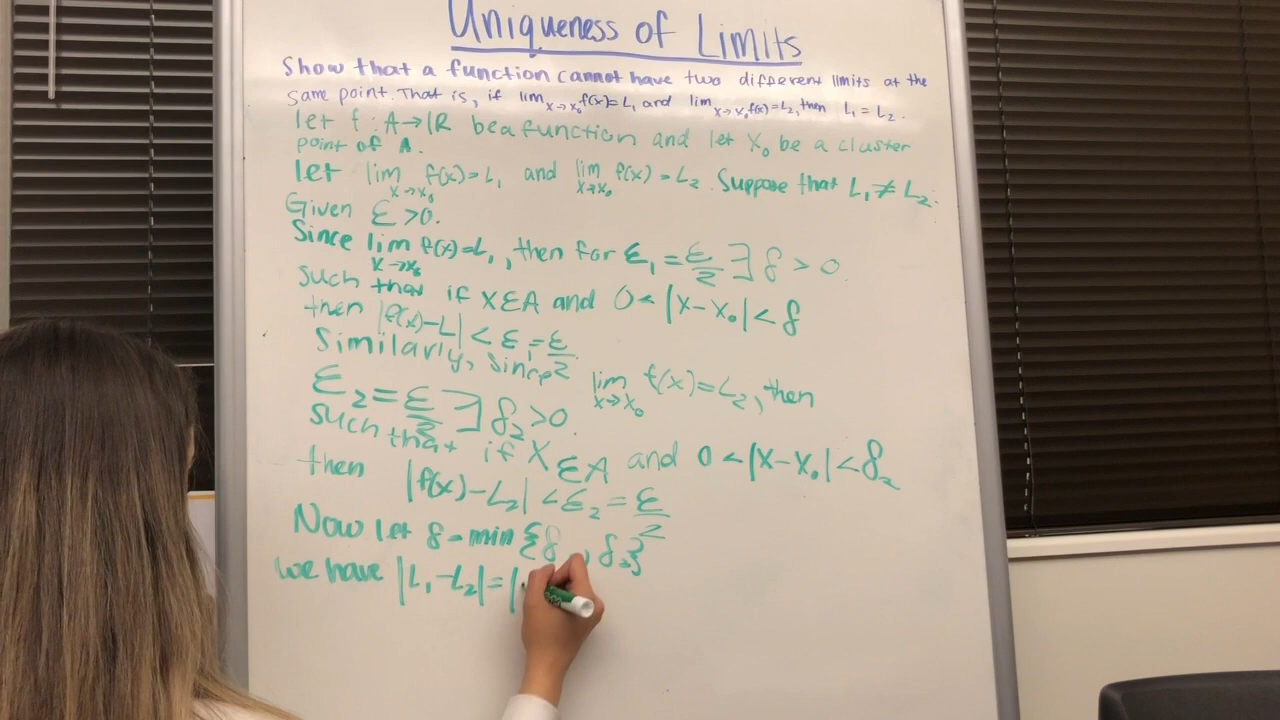 Uniqueness of Limits
Show that a function cannot have two different limits at the
same point. That is, if lim x→x₀ f(x)=L₁ and lim x→x₀ f(x)=L₂, then L₁ = L₂.
let f : A→ℝ be a function and let x₀ be a cluster
point of A.
let lim x→x₀ f(x)=L₁ and lim x→x₀ f(x)=L₂. Suppose that L₁ ≠ L₂.
Given ε>0.
Since lim x→x₀ f(x)=L₁, then for ε₁ = ε/2 ∃ δ > 0
such that if x∈A and 0<|x-x₀|<δ
then |f(x)-L|<ε₁=ε/2
Similarly, since lim x→x₀ f(x)=L₂, then
ε₂=ε/2 ∃ δ₂>0.
such that if x∈A and 0<|x-x₀|<δ₂
then |f(x)-L₂|<ε₂=ε/2
Now let δ=min{δ , δ₂}
we have |L₁-L₂|=|